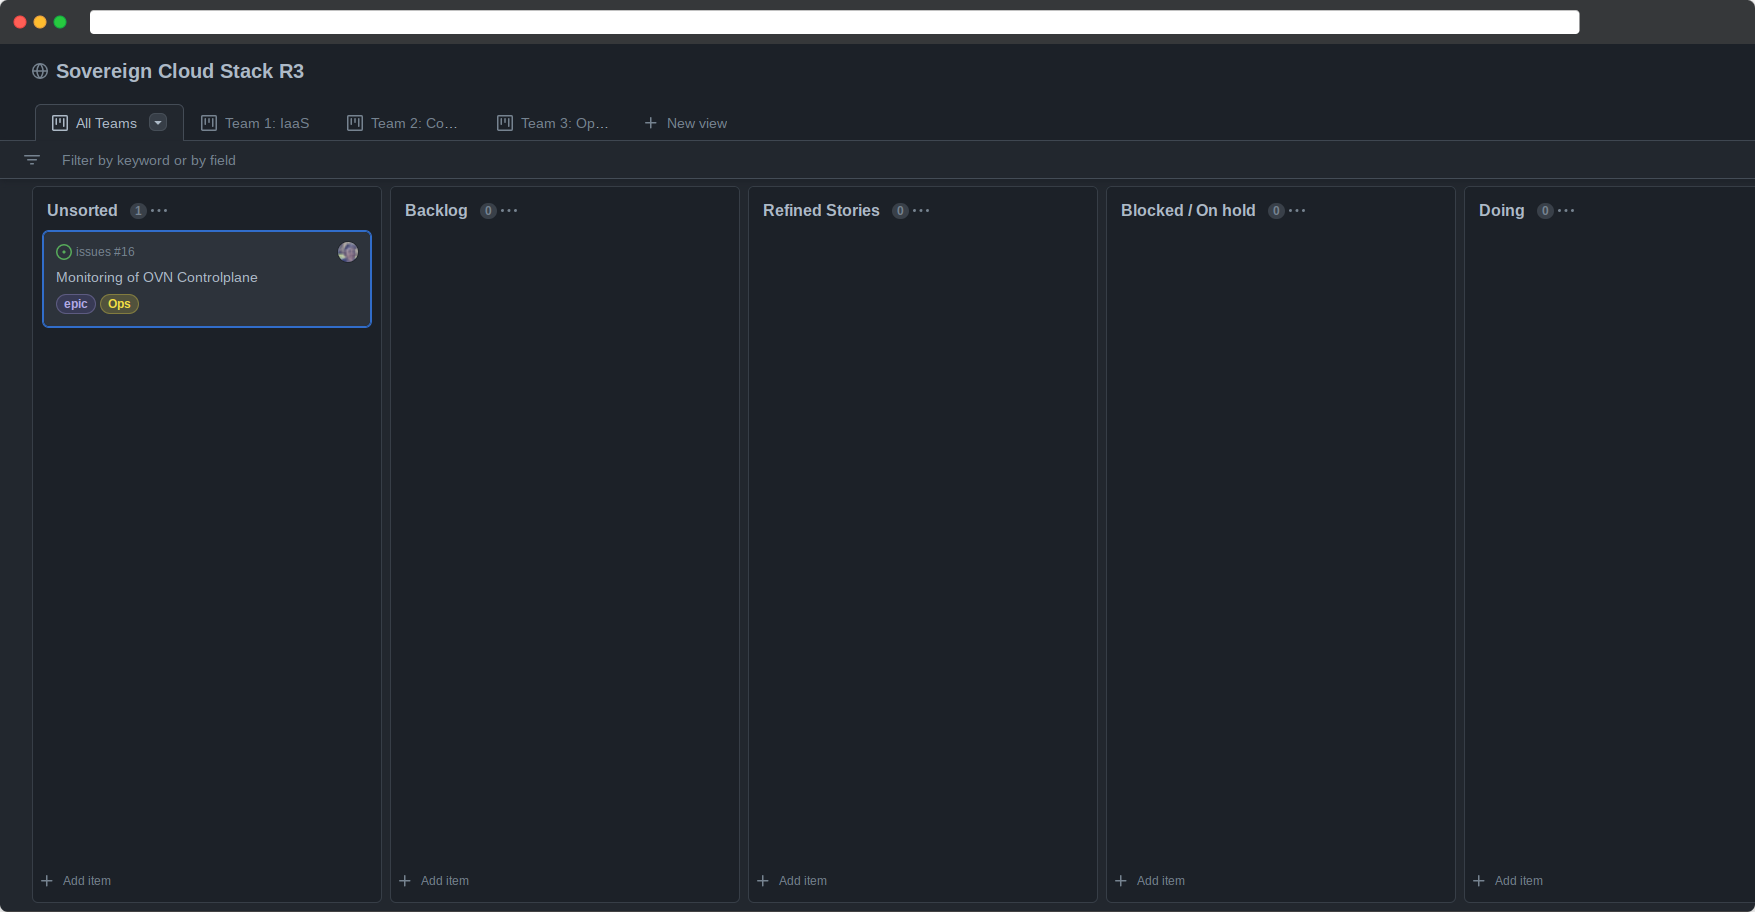 Sovereign Cloud Stack R3
All Teams
Team 1: IaaS
Team 2: Co...
Team 3: Op...
New view
Filter by keyword or by field
Unsorted 1
issues #16
Monitoring of OVN Controlplane
epic Ops
Add item
Backlog 0
Add item
Refined Stories 0
Add item
Blocked / On hold 0
Add item
Doing 0
Add item